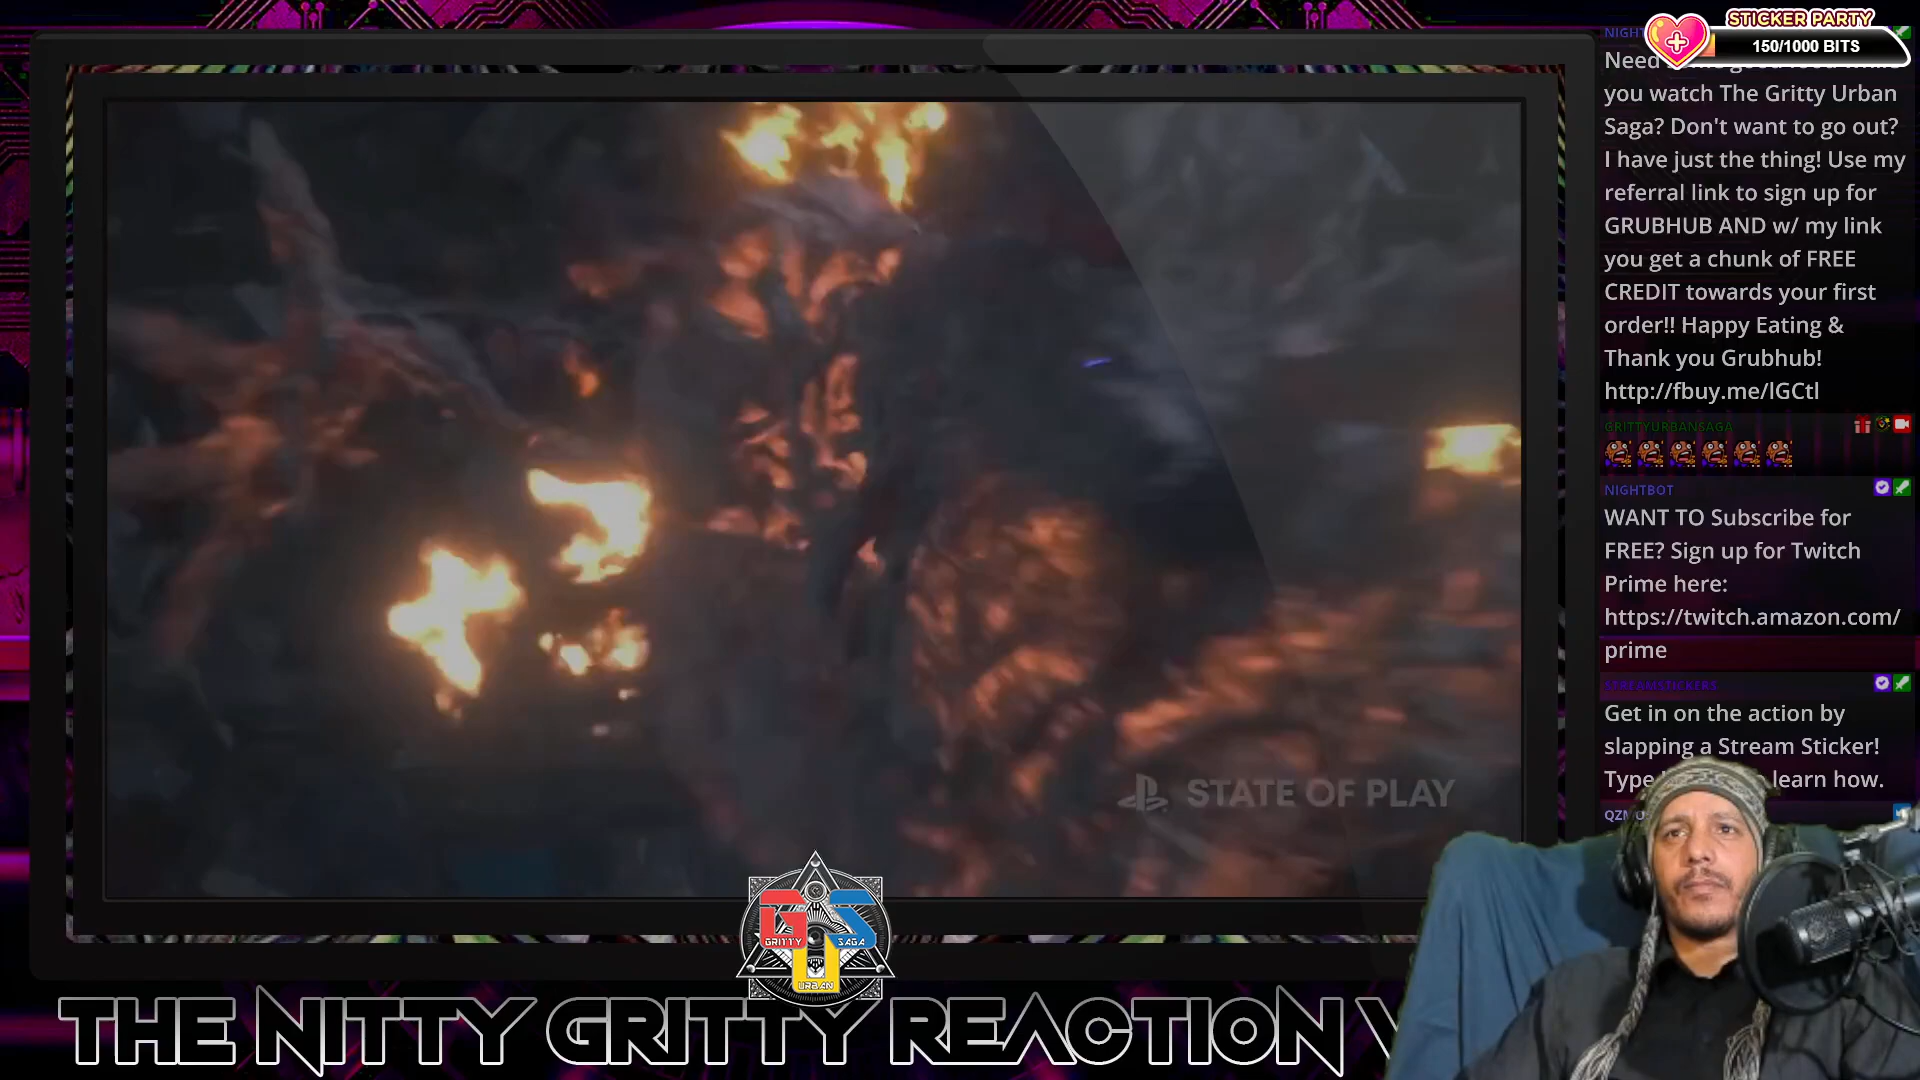 STICKER PARTY
150/1000 BITS
Need
you watch The Gritty Urban
Saga? Don't want to go out?
I have just the thing! Use my
referral link to sign up for
GRUBHUB AND w/ my link
you get a chunk of FREE
CREDIT towards your first
order!! Happy Eating &
Thank you Grubhub!
http://fbuy.me/lGCtl
GRITTYURBANSAGA
NIGHTBOT
WANT TO Subscribe for
FREE? Sign up for Twitch
Prime here:
https://twitch.amazon.com/
prime
STREAMSTICKERS
Get in on the action by
slapping a Stream Sticker!
Type learn how.
STATE OF PLAY
GRITTY SAGA
URBAN
THE NITTY GRITTY REACTION